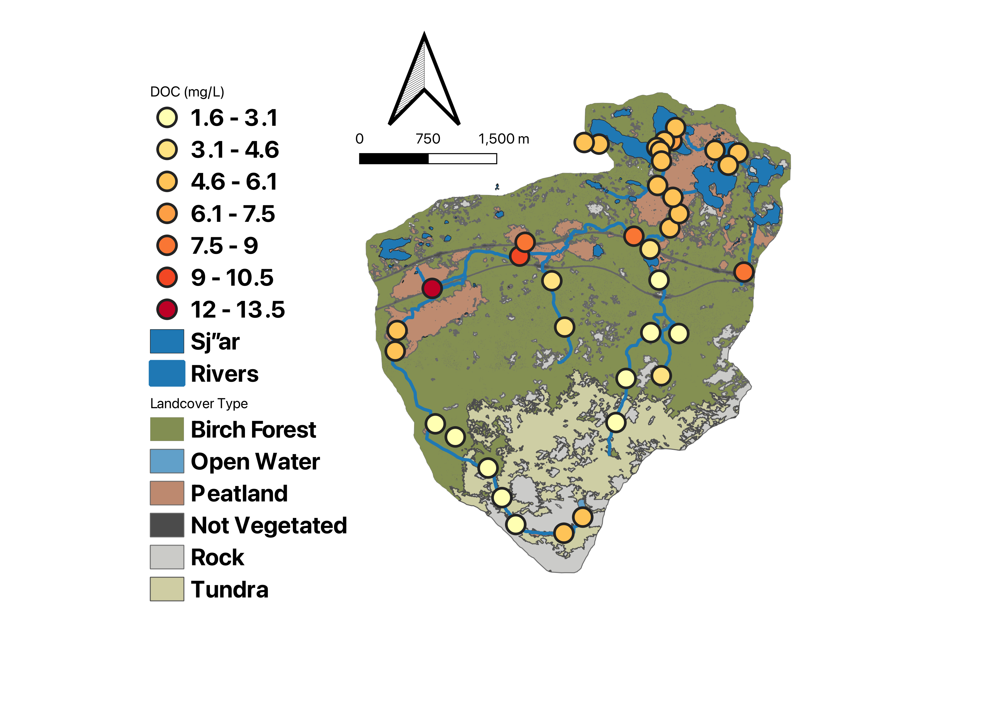 DOC (mg/L)
1.6 - 3.1
3.1 - 4.6
4.6 - 6.1
6.1 - 7.5
7.5 - 9
9 - 10.5
12 - 13.5
Sj”ar
Rivers
Landcover Type
Birch Forest
Open Water
Peatland
Not Vegetated
Rock
Tundra
0 750 1,500 m